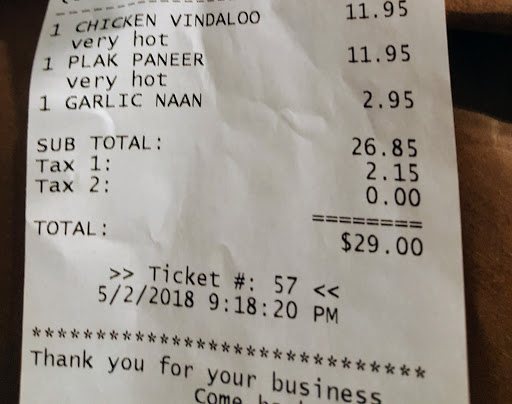 1 CHICKEN VINDALOO 11.95
very hot
1 PLAK PANEER 11.95
very hot
1 GARLIC NAAN 2.95
SUB TOTAL: 26.85
Tax 1: 2.15
Tax 2: 0.00
========
TOTAL: $29.00
>> Ticket #: 57 <<
5/2/2018 9:18:20 PM
******************************
Thank you for your business
Come